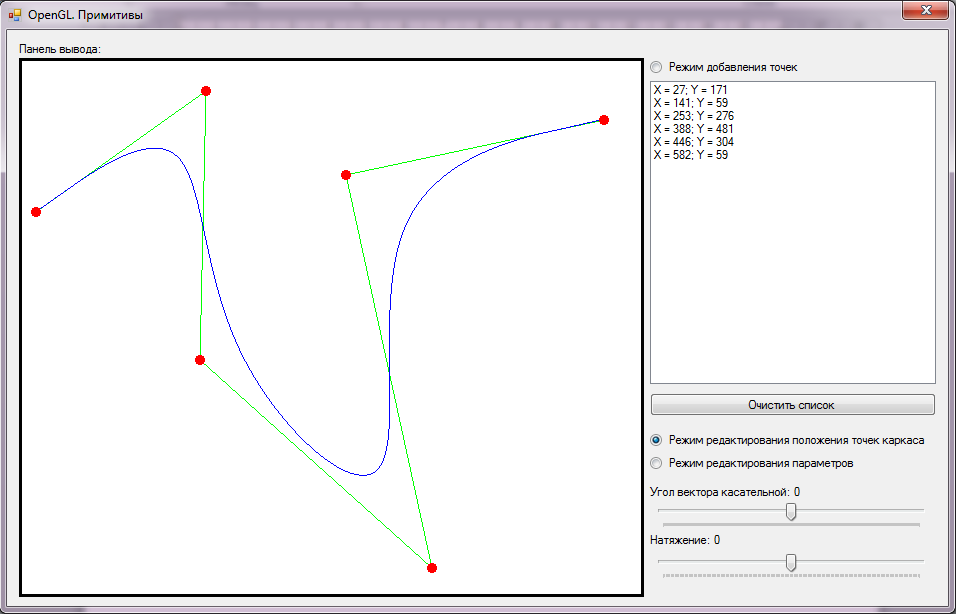 OpenGL. Примитивы
Панель вывода:
Режим добавления точек
X = 27; Y = 171
X = 141; Y = 59
X = 253; Y = 276
X = 388; Y = 481
X = 446; Y = 304
X = 582; Y = 59
Очистить список
Режим редактирования положения точек каркаса
Режим редактирования параметров
Угол вектора касательной: 0
Натяжение: 0